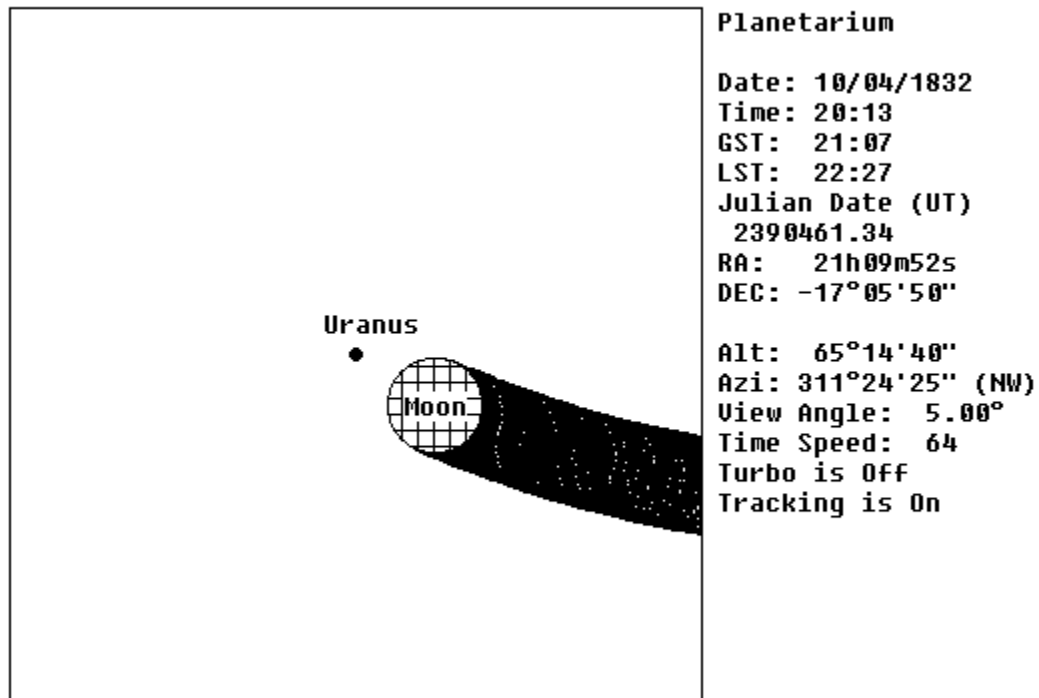 Planetarium
Date: 10/04/1832
Time: 20:13
GST: 21:07
LST: 22:27
Julian Date (UT)
2390461.34
RA: 21h09m52s
DEC: -17°05'50"
Alt: 65°14'40"
Azi: 311°24'25" (NW)
View Angle: 5.00°
Time Speed: 64
Turbo is Off
Tracking is On
Uranus
Moon